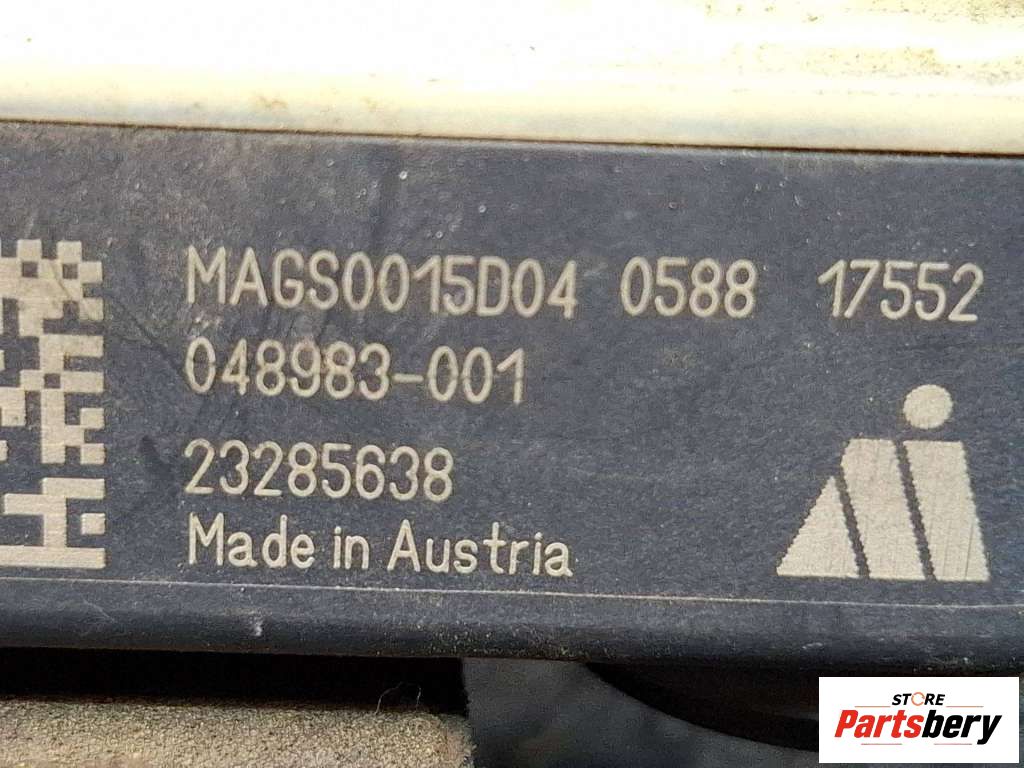 MAGS0015D04 0588 17552
048983-001
23285638
Made in Austria
STORE
Partsbery